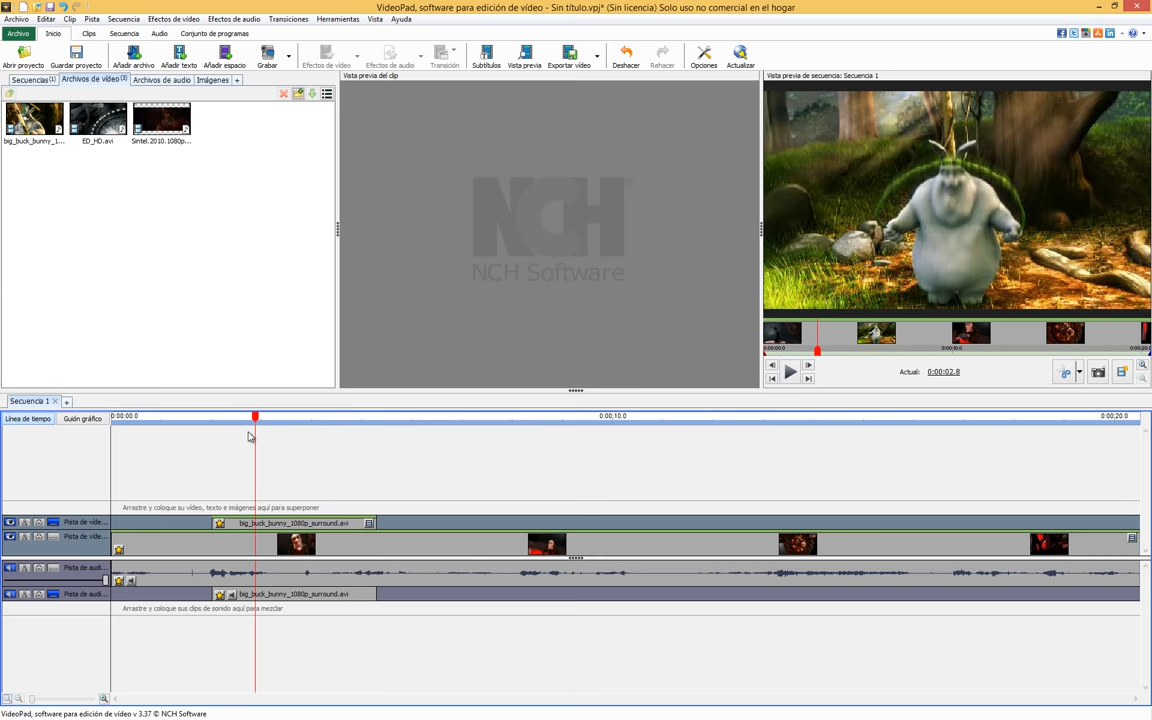 VideoPad, software para edición de vídeo - Sin título.vpj* (Sin licencia) Solo uso no comercial en el hogar
Archivo Editar Clip Pista Secuencia Efectos de vídeo Efectos de audio Transiciones Herramientas Vista Ayuda
Archivo Inicio Clips Secuencia Audio Conjunto de programas
Abrir proyecto Guardar proyecto Añadir archivo Añadir texto Añadir espacio Grabar Efectos de vídeo Efectos de audio Transición Subtítulos Vista previa Exportar vídeo Deshacer Rehacer Opciones Actualizar
Secuencias(1) Archivos de vídeo(3) Archivos de audio Imágenes +
Vista previa del clip
Vista previa de secuencia: Secuencia 1
big_buck_bunny_1... ED_HD.avi Sintel.2010.1080p...
NCH
NCH Software
0:00:00.0 0:00;10.0 0:00;20.0
Actual: 0:00:02.8
Secuencia 1
Línea de tiempo Guión gráfico 0:00:00.0 0:00;10.0 0:00;20.0
Arrastre y coloque su vídeo, texto e imágenes aquí para superponer
Pista de víde... big_buck_bunny_1080p_surround.avi
Pista de víde...
Pista de audi...
Pista de audi... big_buck_bunny_1080p_surround.avi
Arrastre y coloque sus clips de sonido aquí para mezclar
VideoPad, software para edición de vídeo v 3.37 © NCH Software